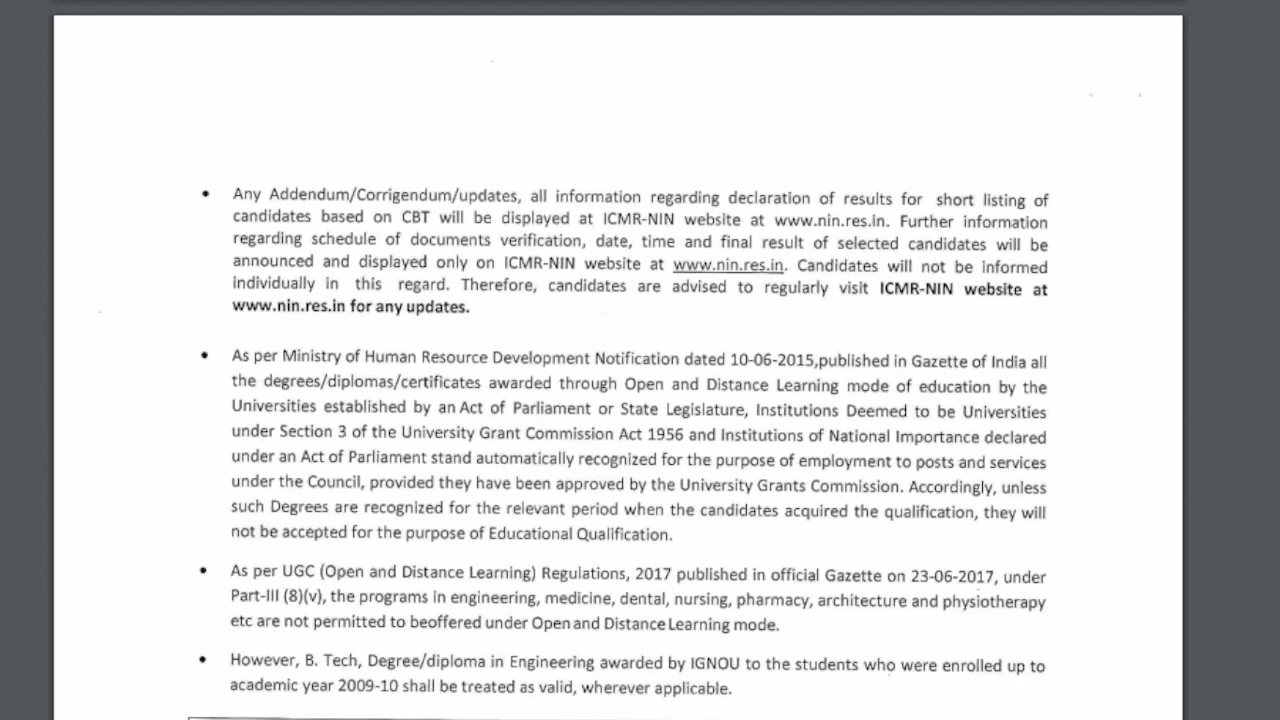 • Any Addendum/Corrigendum/updates, all information regarding declaration of results for short listing of
candidates based on CBT will be displayed at ICMR-NIN website at www.nin.res.in. Further information
regarding schedule of documents verification, date, time and final result of selected candidates will be
announced and displayed only on ICMR-NIN website at www.nin.res.in. Candidates will not be informed
individually in this regard. Therefore, candidates are advised to regularly visit ICMR-NIN website at
www.nin.res.in for any updates.
• As per Ministry of Human Resource Development Notification dated 10-06-2015,published in Gazette of India all
the degrees/diplomas/certificates awarded through Open and Distance Learning mode of education by the
Universities established by an Act of Parliament or State Legislature, Institutions Deemed to be Universities
under Section 3 of the University Grant Commission Act 1956 and Institutions of National Importance declared
under an Act of Parliament stand automatically recognized for the purpose of employment to posts and services
under the Council, provided they have been approved by the University Grants Commission. Accordingly, unless
such Degrees are recognized for the relevant period when the candidates acquired the qualification, they will
not be accepted for the purpose of Educational Qualification.
• As per UGC (Open and Distance Learning) Regulations, 2017 published in official Gazette on 23-06-2017, under
Part-III (8)(v), the programs in engineering, medicine, dental, nursing, pharmacy, architecture and physiotherapy
etc are not permitted to beoffered under Open and Distance Learning mode.
• However, B. Tech, Degree/diploma in Engineering awarded by IGNOU to the students who were enrolled up to
academic year 2009-10 shall be treated as valid, wherever applicable.